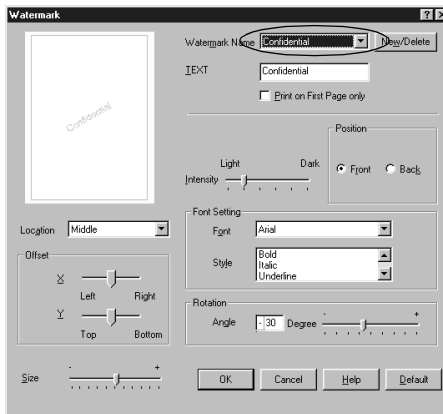 Watermark
Watermark Name Confidential New/Delete
TEXT Confidential
Print on First Page only
Confidential
Position
Light Dark
Front Back
Intensity
Location Middle
Font Setting
Font Arial
Style Bold
Italic
Underline
Offset
X
Left Right
Y
Top Bottom
Rotation
- +
Angle - 30 Degree
Size - +
OK Cancel Help Default